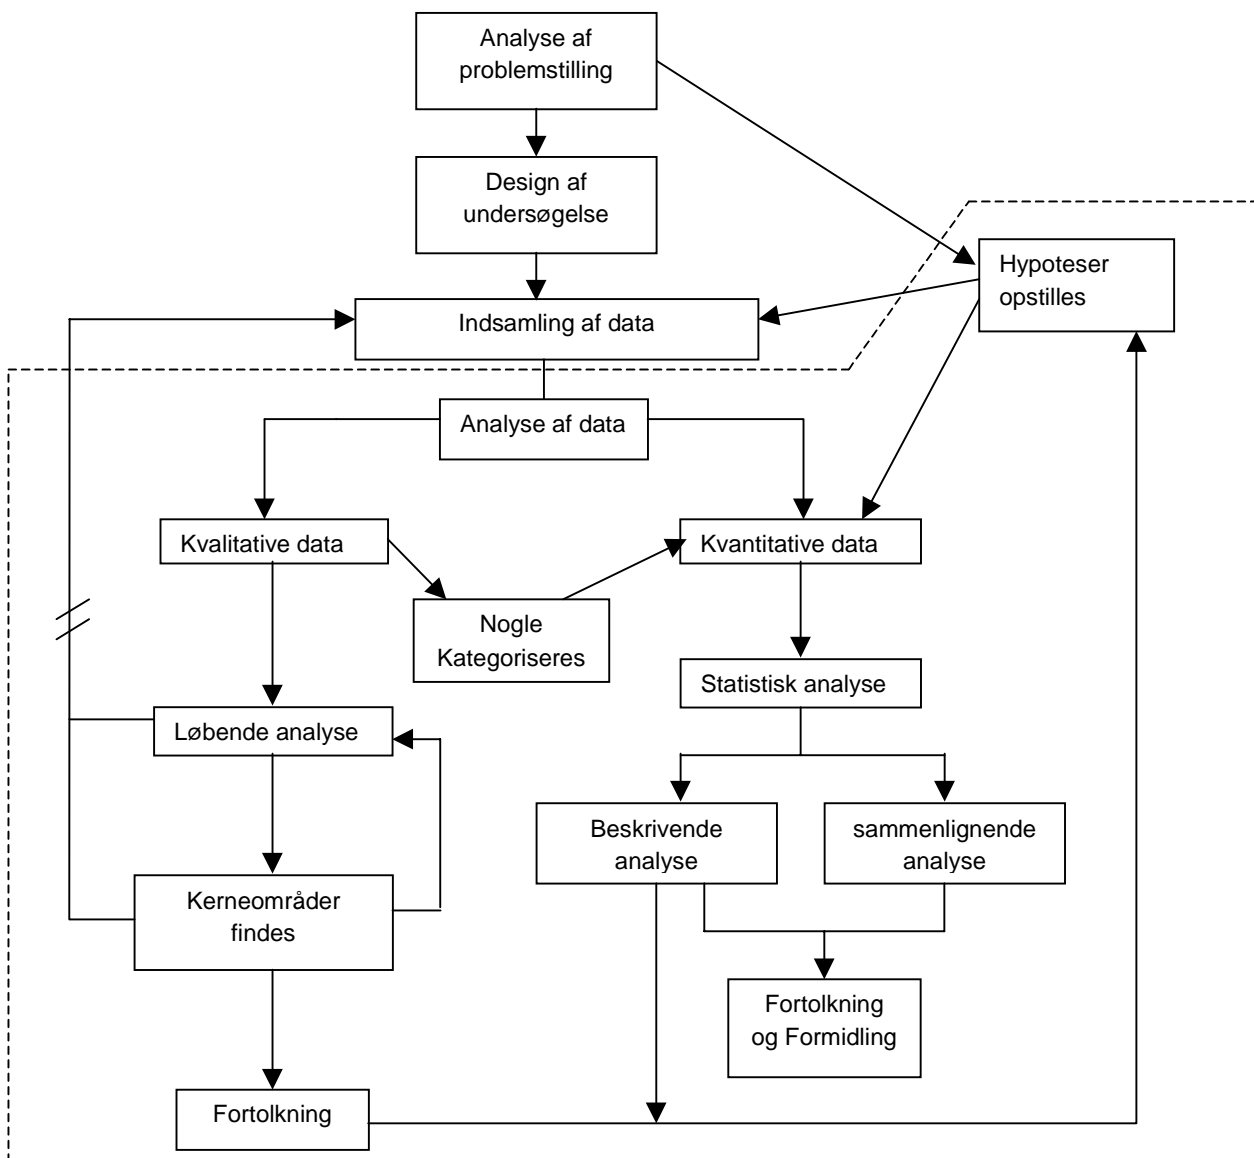 Analyse af
problemstilling
Design af
undersøgelse
Hypoteser
opstilles
Indsamling af data
Analyse af data
Kvalitative data
Kvantitative data
Nogle
Kategoriseres
Statistisk analyse
Løbende analyse
Beskrivende
analyse
sammenlignende
analyse
Kerneområder
findes
Fortolkning
og Formidling
Fortolkning